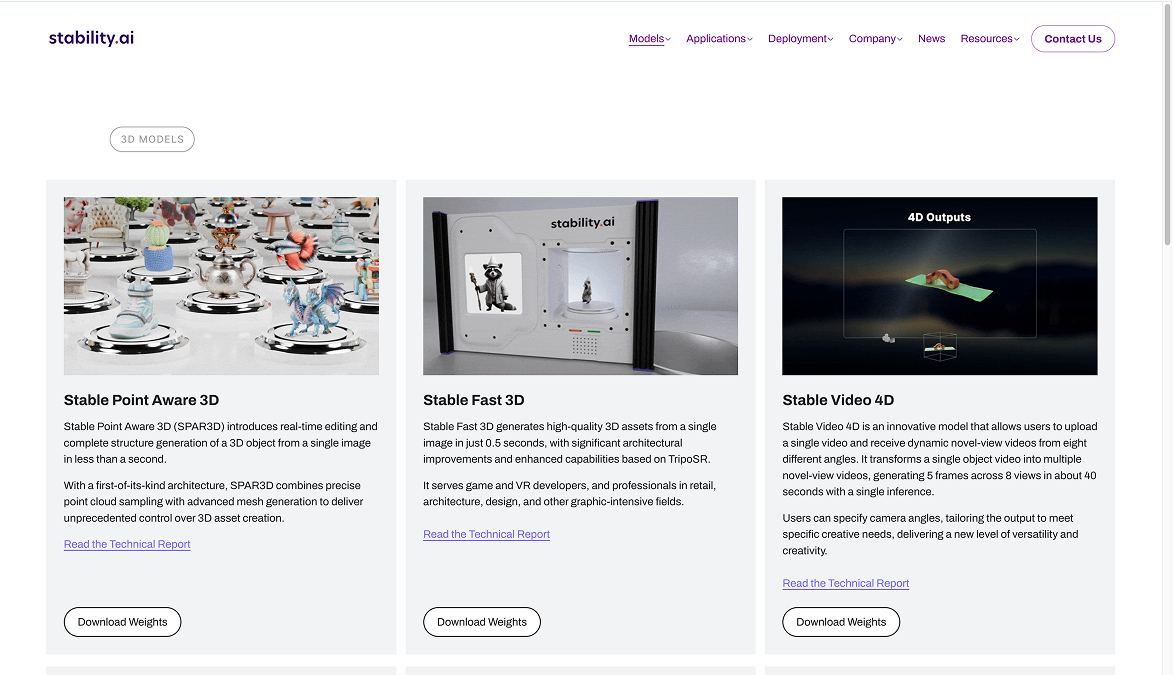 stability.ai
Models
Applications
Deployment
Company
News
Resources
Contact Us
3D MODELS
stability.ai
4D Outputs
Stable Point Aware 3D
Stable Point Aware 3D (SPAR3D) introduces real-time editing and
complete structure generation of a 3D object from a single image
in less than a second.
With a first-of-its-kind architecture, SPAR3D combines precise
point cloud sampling with advanced mesh generation to deliver
unprecedented control over 3D asset creation.
Read the Technical Report
Download Weights
Stable Fast 3D
Stable Fast 3D generates high-quality 3D assets from a single
image in just 0.5 seconds, with significant architectural
improvements and enhanced capabilities based on TripoSR.
It serves game and VR developers, and professionals in retail,
architecture, design, and other graphic-intensive fields.
Read the Technical Report
Download Weights
Stable Video 4D
Stable Video 4D is an innovative model that allows users to upload
a single video and receive dynamic novel-view videos from eight
different angles. It transforms a single object video into multiple
novel-view videos, generating 5 frames across 8 views in about 40
seconds with a single inference.
Users can specify camera angles, tailoring the output to meet
specific creative needs, delivering a new level of versatility and
creativity.
Read the Technical Report
Download Weights